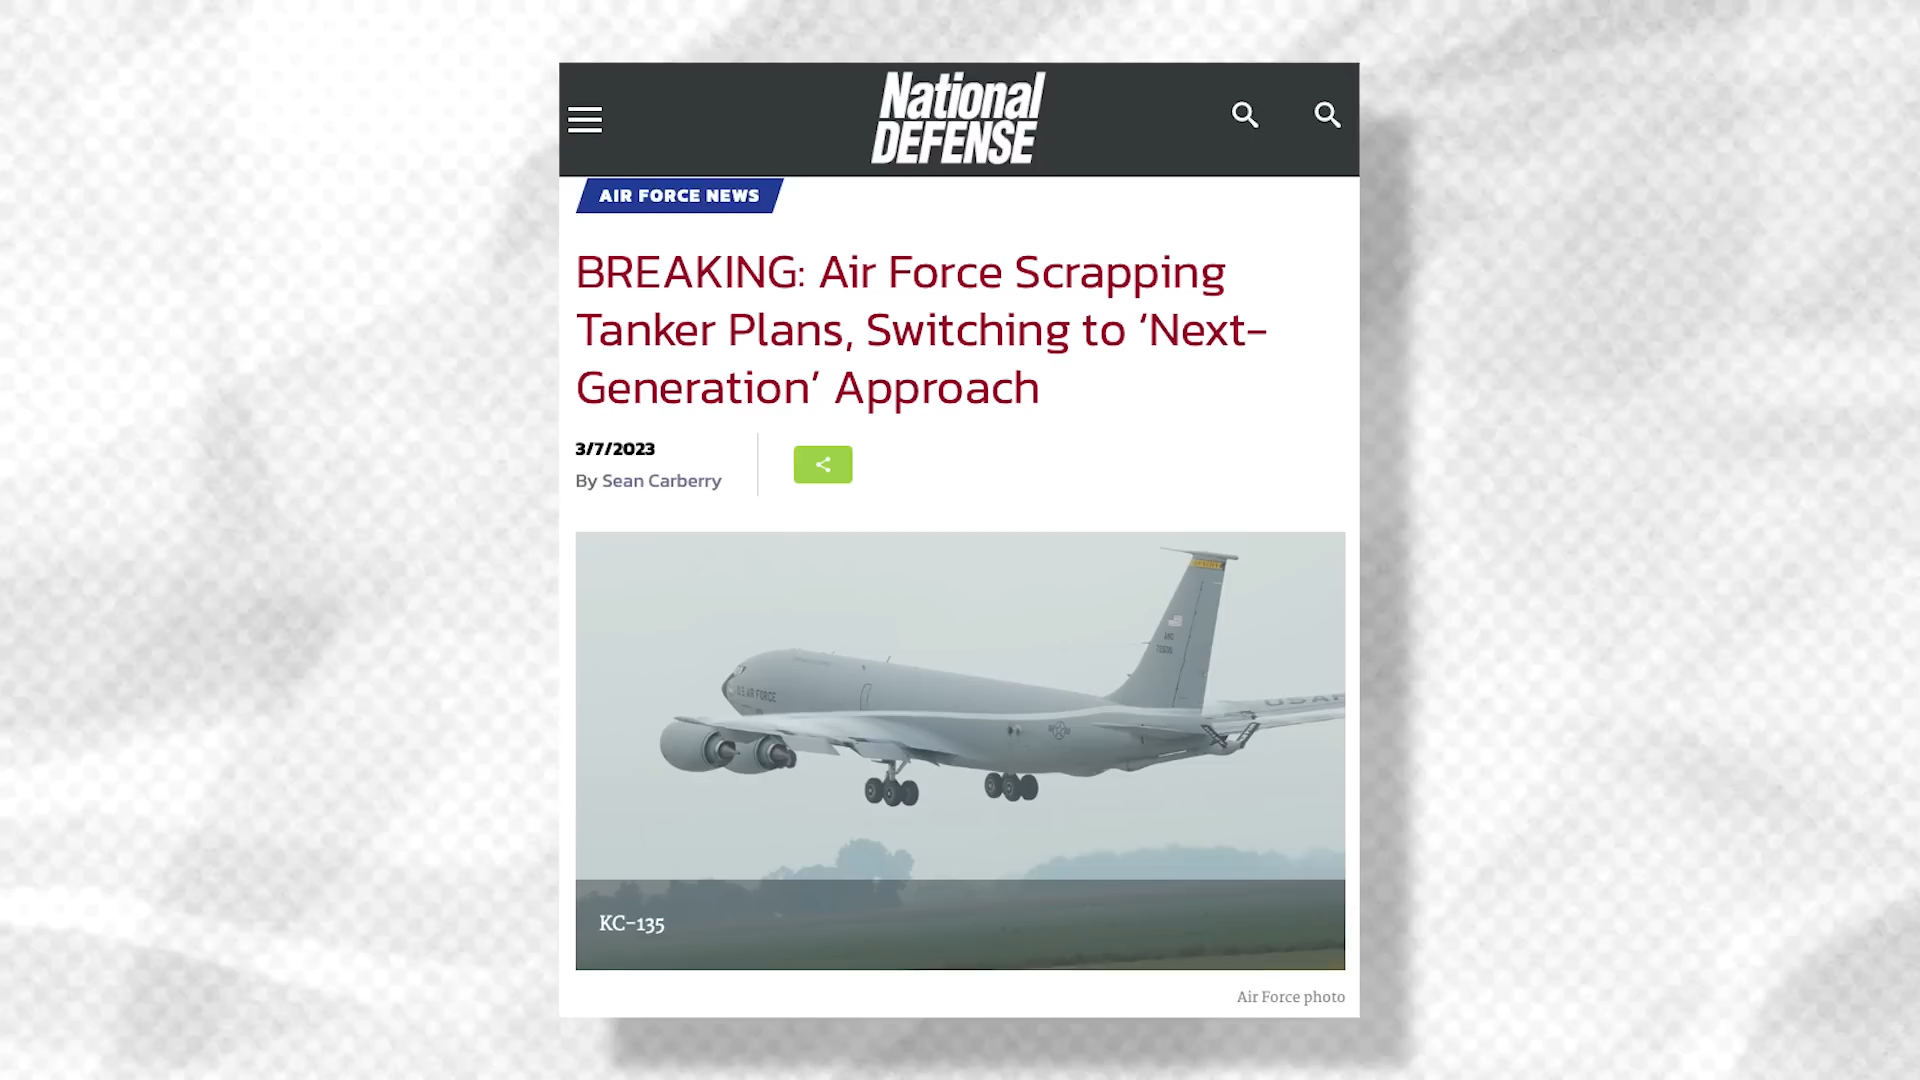 National
DEFENSE
AIR FORCE NEWS
BREAKING: Air Force Scrapping
Tanker Plans, Switching to ‘Next-
Generation’ Approach
3/7/2023
By Sean Carberry
U.S. AIR FORCE
USAF
KC-135
Air Force photo